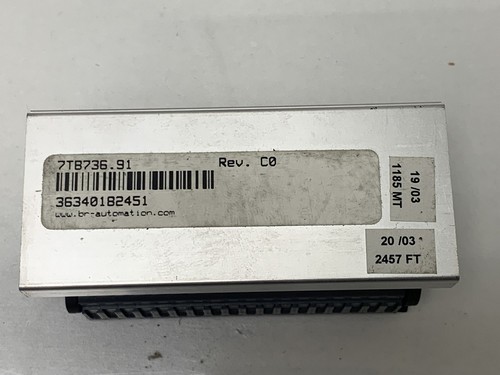 7TB736.91 Rev. C0
36340182451
www.br-automation.com
19 /03
1185 MT
20 /03 *
2457 FT